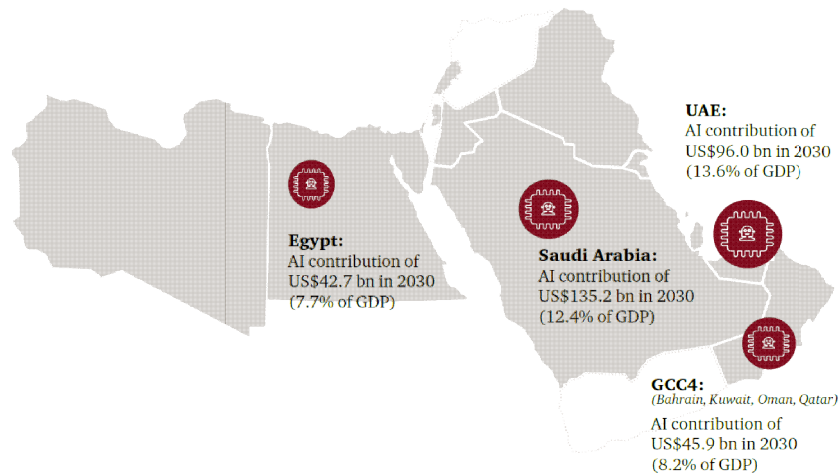 UAE:
AI contribution of
US$96.0 bn in 2030
(13.6% of GDP)
Egypt:
AI contribution of
US$42.7 bn in 2030
(7.7% of GDP)
Saudi Arabia:
AI contribution of
US$135.2 bn in 2030
(12.4% of GDP)
GCC4:
(Bahrain, Kuwait, Oman, Qatar)
AI contribution of
US$45.9 bn in 2030
(8.2% of GDP)